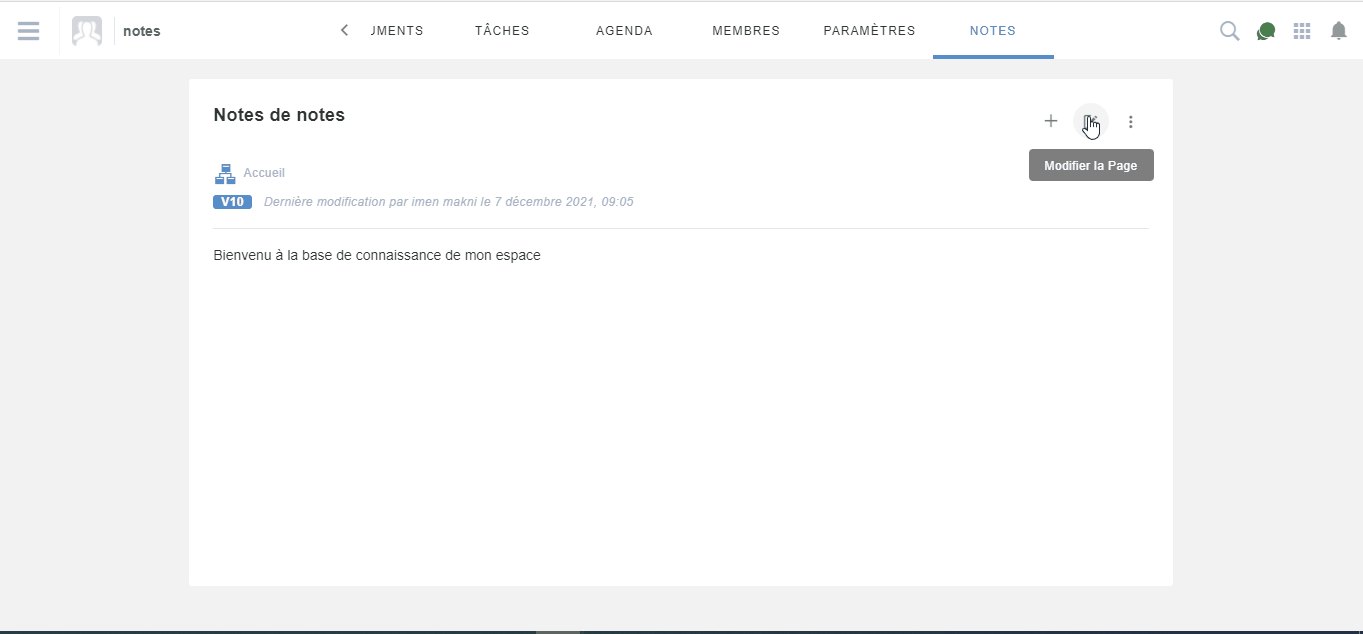 notes
TÂCHES
AGENDA
MEMBRES
PARAMÈTRES
NOTES
Notes de notes
Modifier la Page
Accueil
V10 Dernière modification par imen makni le 7 décembre 2021, 09:05
Bienvenu à la base de connaissance de mon espace